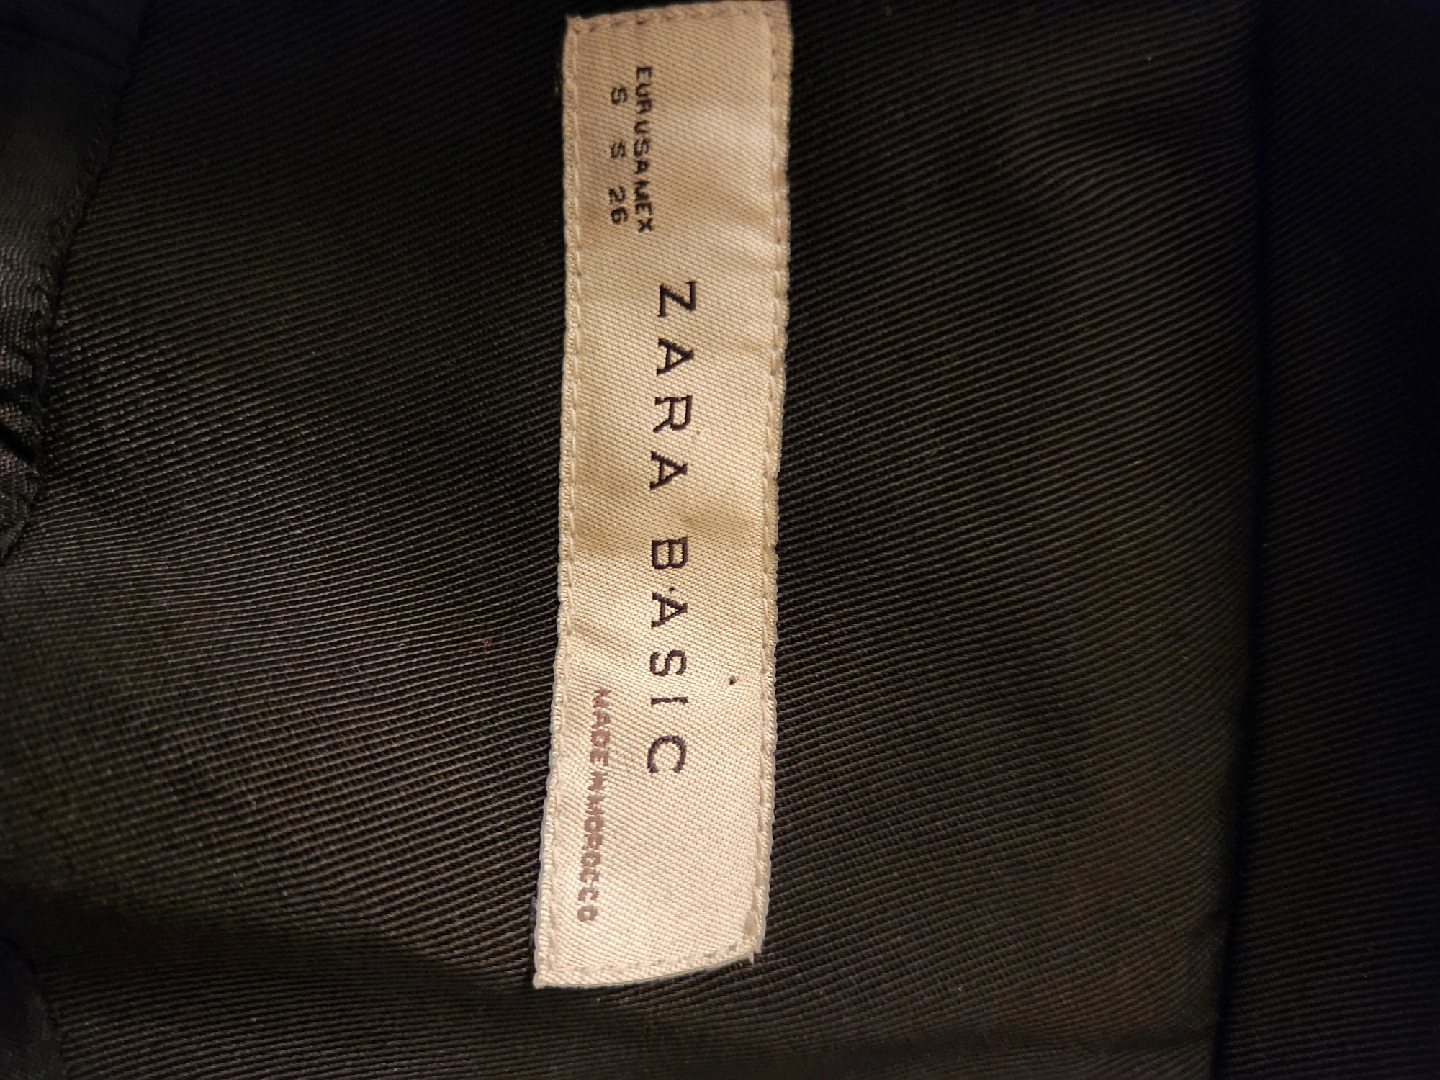 EUR USA MEX
S S 26
ZARA BASIC
MADE IN MOROCCO